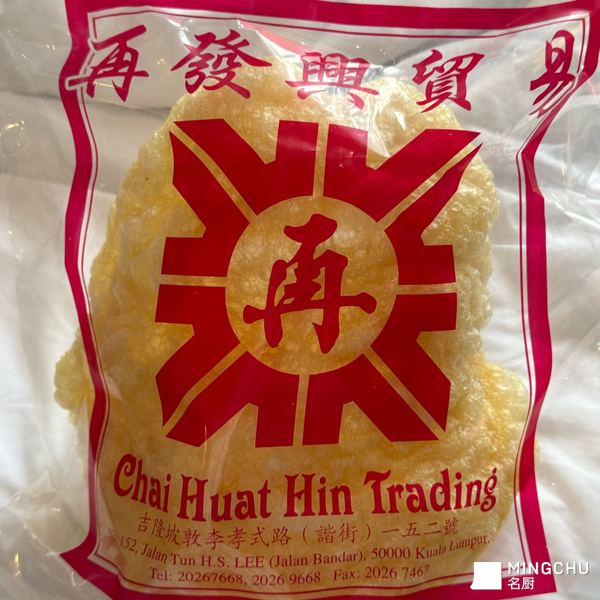 再發興貿易
再
Chai Huat Hin Trading
吉隆坡敦李孝式路（諧街）一五二號
152, Jalan Tun H.S. LEE (Jalan Bandar), 50000 Kuala Lumpur,
Tel: 20267668, 2026 9668 Fax: 2026 7467
MINGCHU
名厨